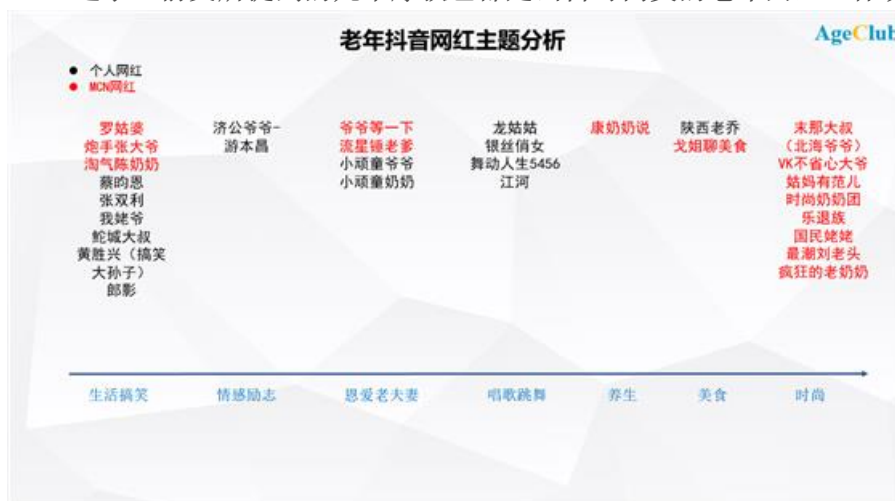 老年抖音网红主题分析
AgeClub
● 个人网红
● MCN网红
罗姑婆
炮手张大爷
淘气陈奶奶
蔡昀恩
张双利
我姥爷
鮀城大叔
黄胜兴（搞笑
大孙子）
郎影
济公爷爷-
游本昌
爷爷等一下
流星锤老爹
小顽童爷爷
小顽童奶奶
龙姑姑
银丝俏女
舞动人生5456
江河
康奶奶说
陕西老乔
戈姐聊美食
末那大叔
（北海爷爷）
VK不省心大爷
姑妈有范儿
时尚奶奶团
乐退族
国民姥姥
最潮刘老头
疯狂的老奶奶
生活搞笑
情感励志
恩爱老夫妻
唱歌跳舞
养生
美食
时尚